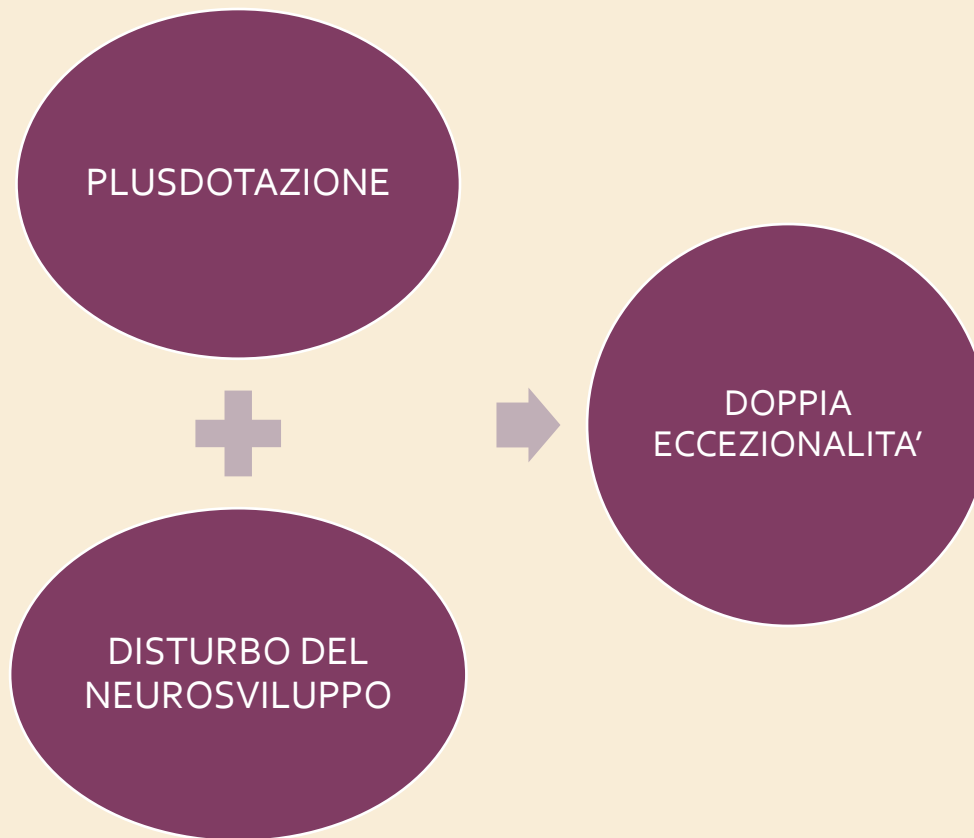 PLUSDOTAZIONE
DOPPIA
ECCEZIONALITA’
DISTURBO DEL
NEUROSVILUPPO